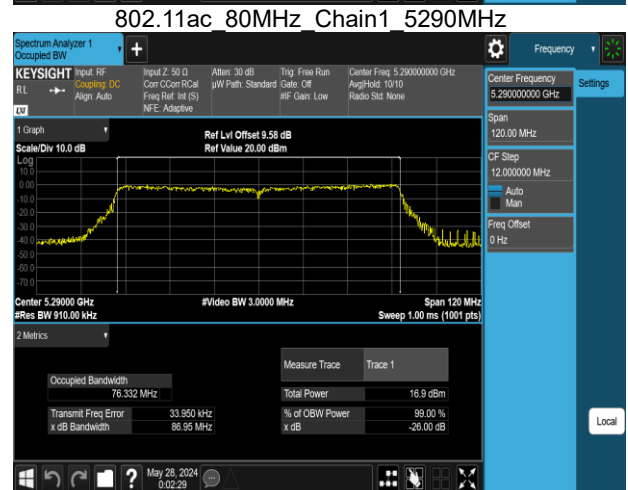 802.11ac_80MHz_Chain1_5290MHz
Spectrum Analyzer 1
Occupied BW
Frequency
KEYSIGHT
RL
LXI
Input: RF
Coupling: DC
Align: Auto
Input Z: 50 Ω
Corr CCorr RCal
Freq Ref: Int (S)
NFE: Adaptive
Atten: 30 dB
µW Path: Standard
Trig: Free Run
Gate: Off
#IF Gain: Low
Center Freq: 5.290000000 GHz
Avg|Hold: 10/10
Radio Std: None
Center Frequency
5.290000000 GHz
Settings
Span
120.00 MHz
CF Step
12.000000 MHz
Auto
Man
Freq Offset
0 Hz
1 Graph
Scale/Div 10.0 dB
Ref Lvl Offset 9.58 dB
Ref Value 20.00 dBm
Log
10.0
0.00
-10.0
-20.0
-30.0
-40.0
-50.0
-60.0
-70.0
Center 5.29000 GHz
#Res BW 910.00 kHz
#Video BW 3.0000 MHz
Span 120 MHz
Sweep 1.00 ms (1001 pts)
2 Metrics
Measure Trace
Trace 1
Occupied Bandwidth
76.332 MHz
Total Power
16.9 dBm
Transmit Freq Error
33.950 kHz
% of OBW Power
99.00 %
x dB Bandwidth
86.95 MHz
x dB
-26.00 dB
Local
?
May 28, 2024
0:02:29